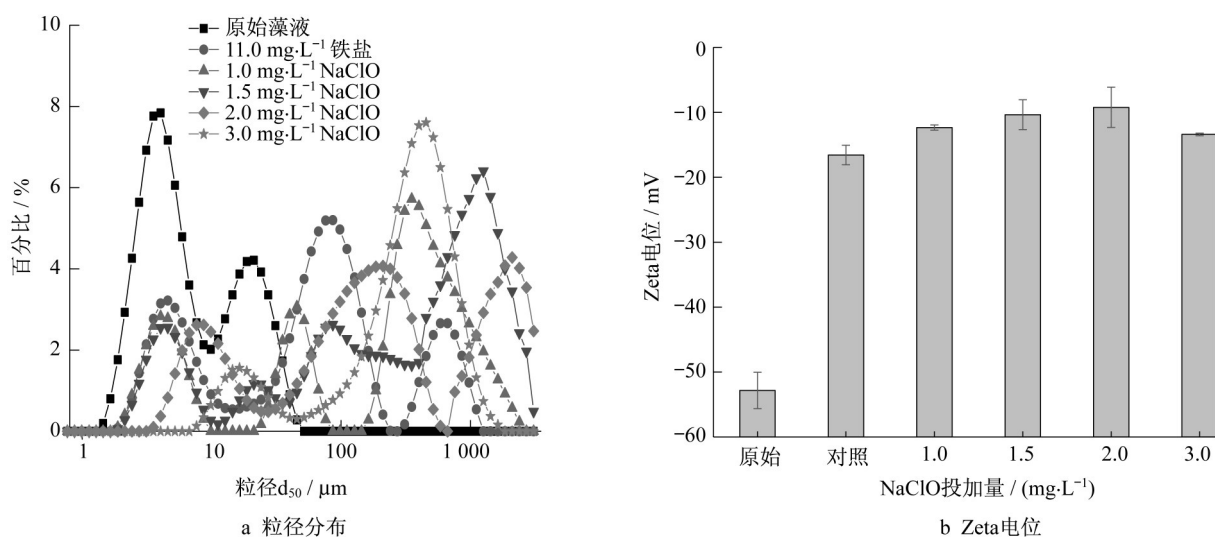 10
8
6
4
2
0
百分比 / %
原始藻液
11.0 mg·L⁻¹ 铁盐
1.0 mg·L⁻¹ NaClO
1.5 mg·L⁻¹ NaClO
2.0 mg·L⁻¹ NaClO
3.0 mg·L⁻¹ NaClO
1 10 100 1 000
粒径d₅₀ / μm
a 粒径分布
0
−10
−20
−30
−40
−50
−60
Zeta电位 / mV
原始 对照 1.0 1.5 2.0 3.0
NaClO投加量 / (mg·L⁻¹)
b Zeta电位